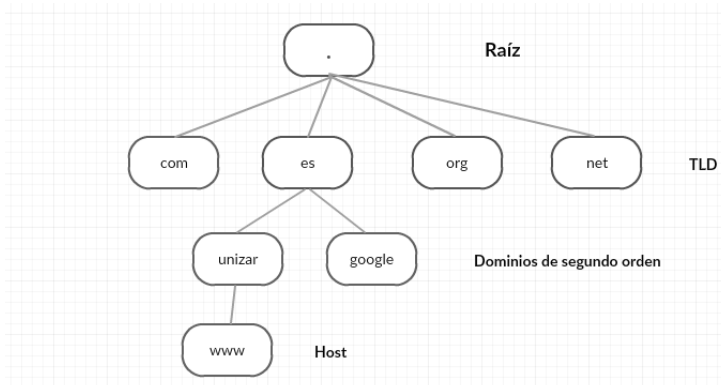 .
Raíz
com
es
org
net
TLD
unizar
google
Dominios de segundo orden
www
Host